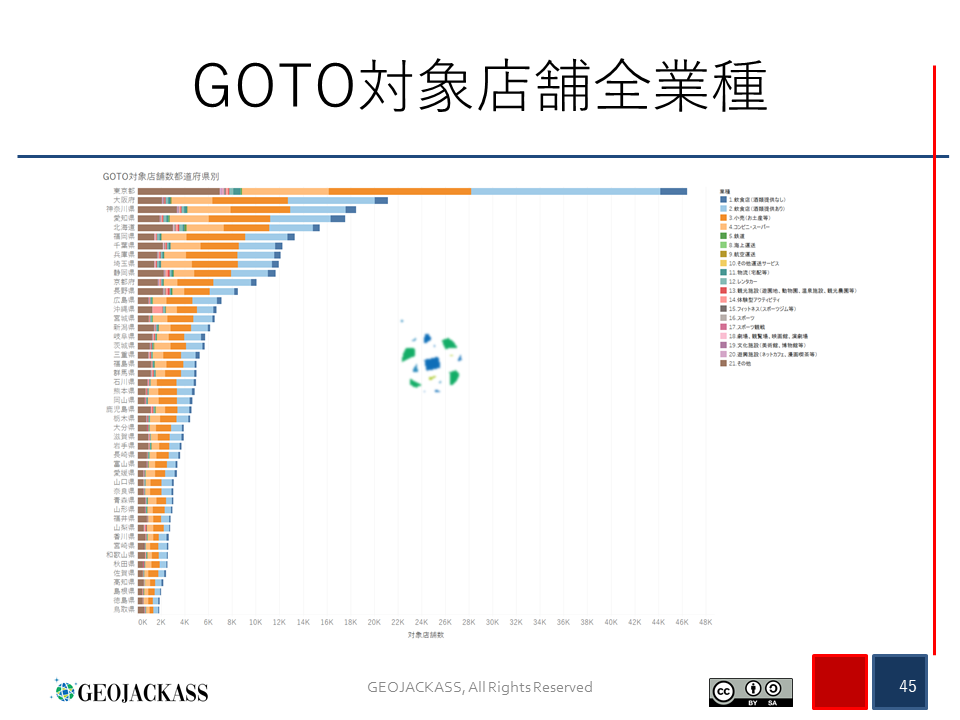 GOTO対象店舗全業種
GOTO対象店舗数都道府県別
東京都
大阪府
神奈川県
愛知県
北海道
福岡県
千葉県
兵庫県
埼玉県
静岡県
京都府
長野県
広島県
沖縄県
宮城県
新潟県
岐阜県
茨城県
三重県
福島県
群馬県
石川県
熊本県
岡山県
鹿児島県
栃木県
大分県
滋賀県
岩手県
長崎県
富山県
愛媛県
山口県
奈良県
青森県
山形県
福井県
山梨県
香川県
宮崎県
和歌山県
秋田県
佐賀県
高知県
島根県
徳島県
鳥取県
0K 2K 4K 6K 8K 10K 12K 14K 16K 18K 20K 22K 24K 26K 28K 30K 32K 34K 36K 38K 40K 42K 44K 46K 48K
対象店舗数
業種
1.飲食店(酒類提供なし)
2.飲食店(酒類提供あり)
3.小売(お土産等)
4.コンビニ・スーパー
5.鉄道
8.海上運送
9.航空運送
10.その他運送サービス
11.物流(宅配等)
12.レンタカー
13.観光施設(遊園地、動物園、温泉施設、観光農園等)
14.体験型アクティビティ
15.フィットネス(スポーツジム等)
16.スポーツ
17.スポーツ観戦
18.劇場、観覧場、映画館、演劇場
19.文化施設(美術館、博物館等)
20.遊興施設(ネットカフェ、漫画喫茶等)
21.その他
GEOJACKASS
GEOJACKASS, All Rights Reserved
CC BY SA
45